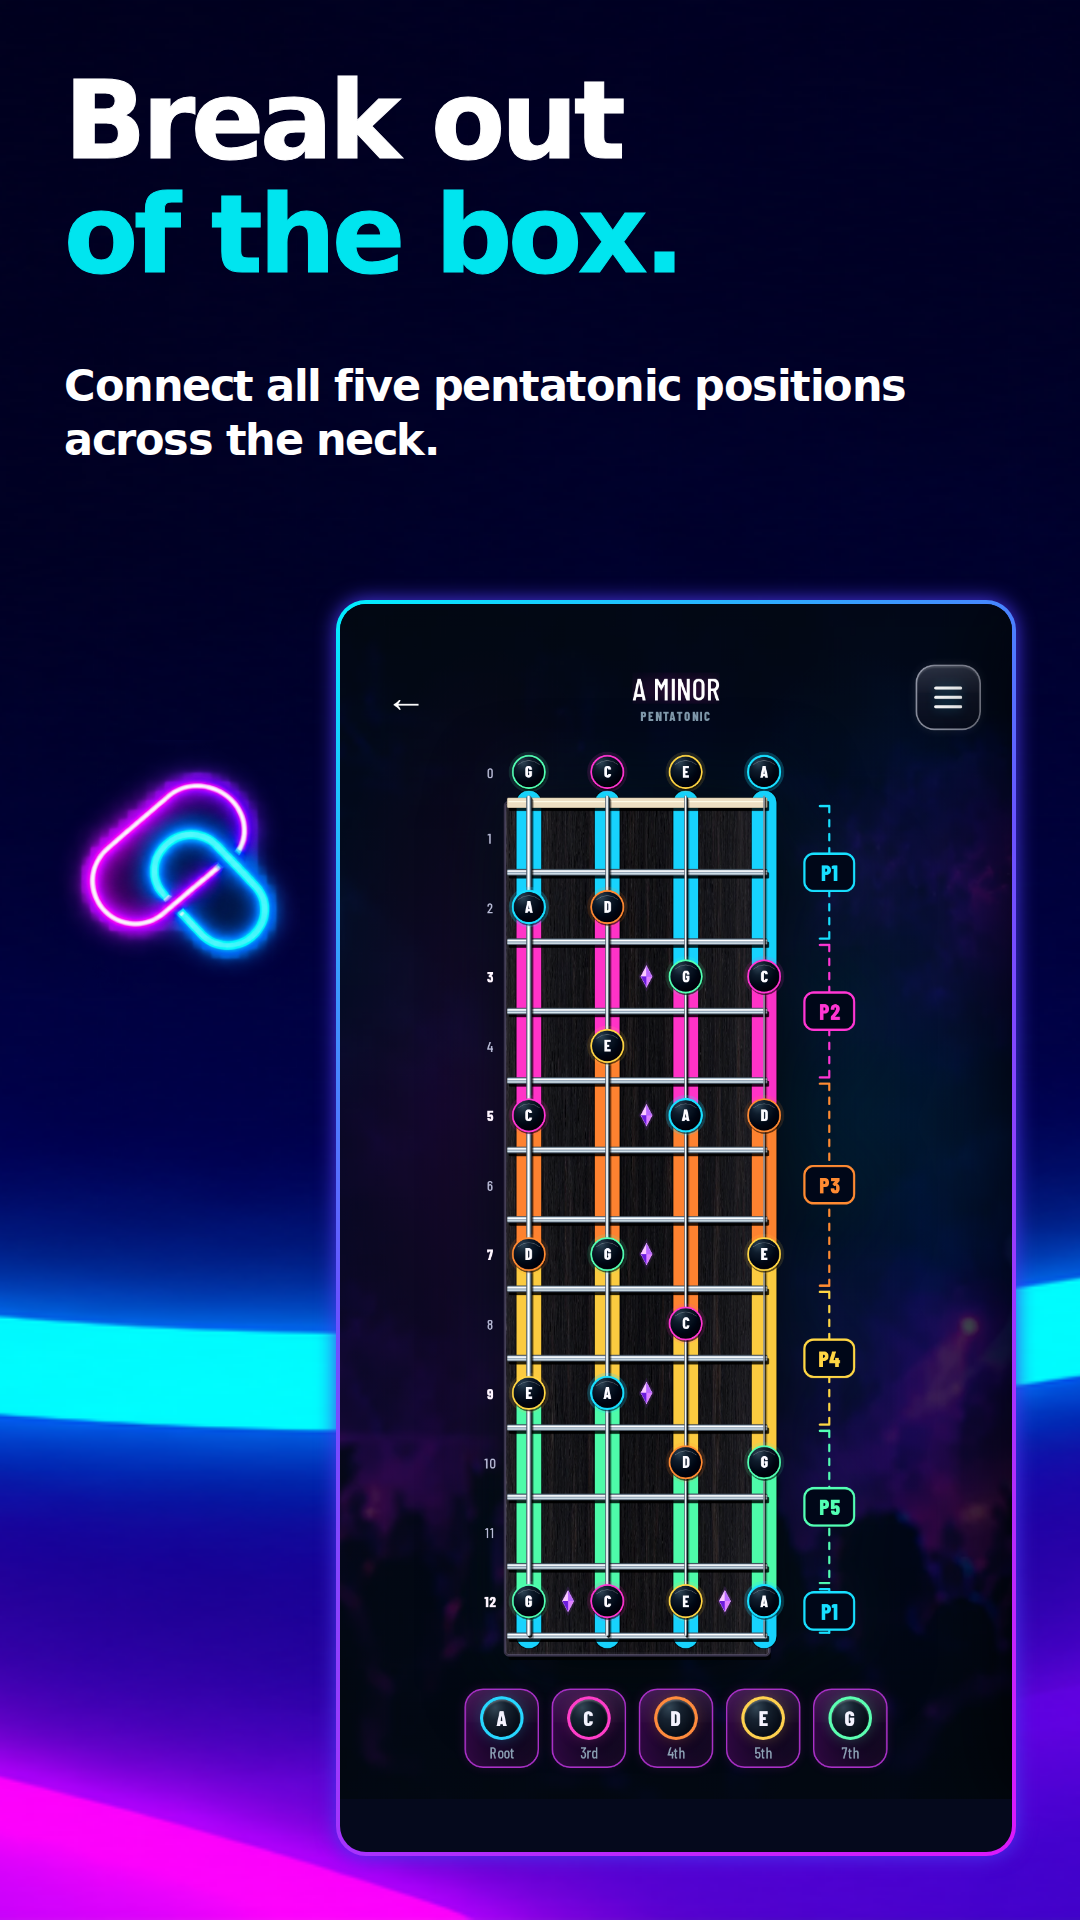 Break out
of the box.
Connect all five pentatonic positions
across the neck.
←
A MINOR
PENTATONIC
0 G C E A
1
P1
2 A D
3 G C
P2
4 E
5 C A D
6
P3
7 D G E
8 C
P4
9 E A
10 D G
P5
11
12 G C E A
P1
A C D E G
Root 3rd 4th 5th 7th